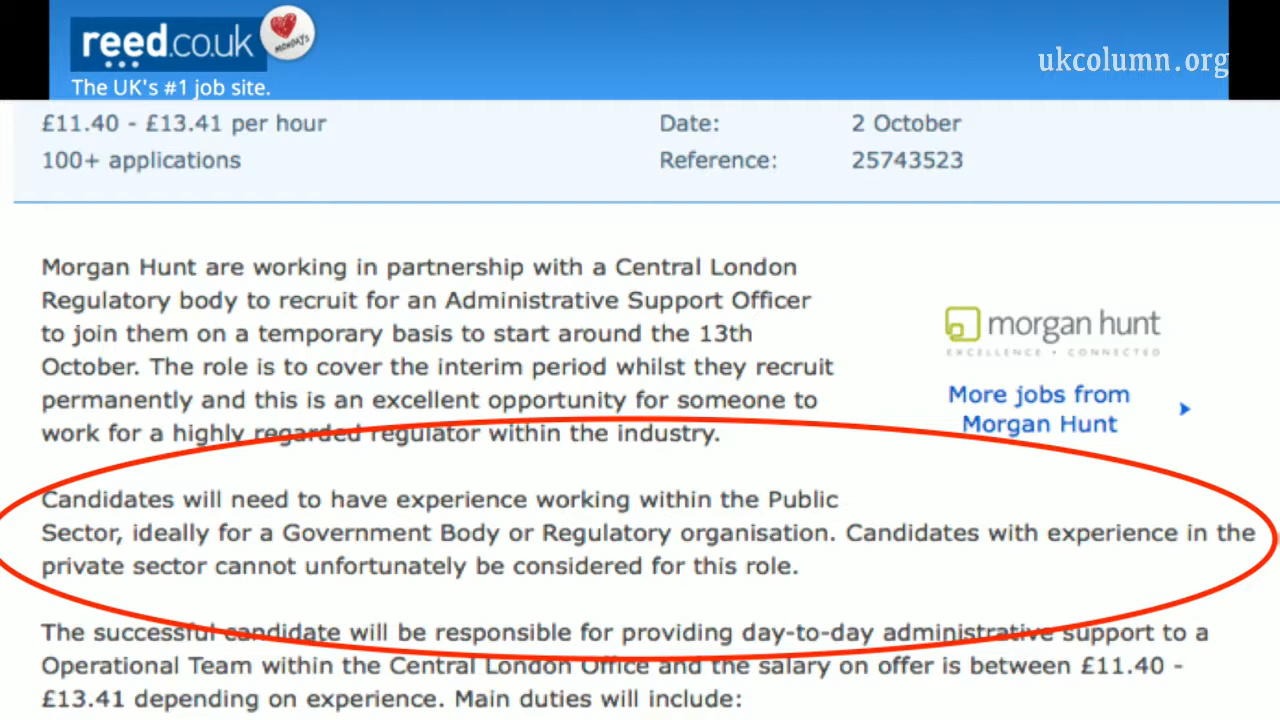 reed.co.uk
MONDAYS
ukcolumn.org
The UK's #1 job site.
£11.40 - £13.41 per hour
Date:
2 October
100+ applications
Reference:
25743523
Morgan Hunt are working in partnership with a Central London
Regulatory body to recruit for an Administrative Support Officer
to join them on a temporary basis to start around the 13th
October. The role is to cover the interim period whilst they recruit
permanently and this is an excellent opportunity for someone to
work for a highly regarded regulator within the industry.
morgan hunt
EXCELLENCE • CONNECTED
More jobs from
Morgan Hunt
Candidates will need to have experience working within the Public
Sector, ideally for a Government Body or Regulatory organisation. Candidates with experience in the
private sector cannot unfortunately be considered for this role.
The successful candidate will be responsible for providing day-to-day administrative support to a
Operational Team within the Central London Office and the salary on offer is between £11.40 -
£13.41 depending on experience. Main duties will include: